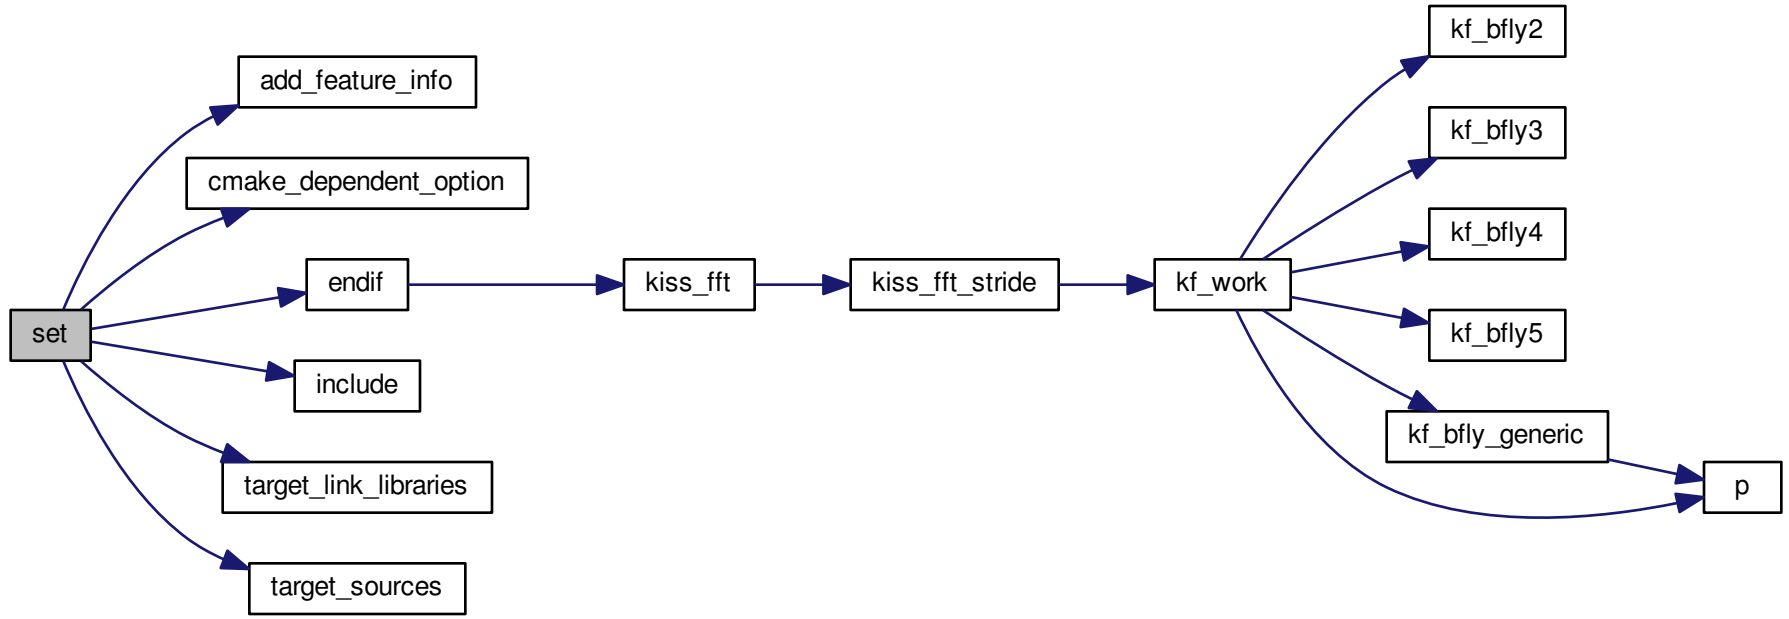 set
add_feature_info
cmake_dependent_option
endif
include
target_link_libraries
target_sources
kiss_fft
kiss_fft_stride
kf_work
kf_bfly2
kf_bfly3
kf_bfly4
kf_bfly5
kf_bfly_generic
p